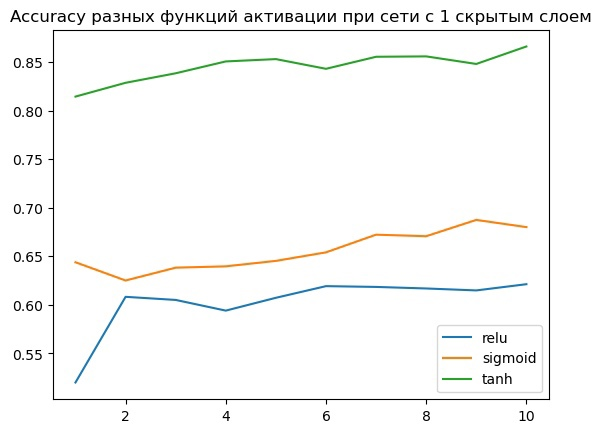 Accuracy разных функций активации при сети с 1 скрытым слоем
0.85
0.80
0.75
0.70
0.65
0.60
0.55
relu
sigmoid
tanh
2 4 6 8 10